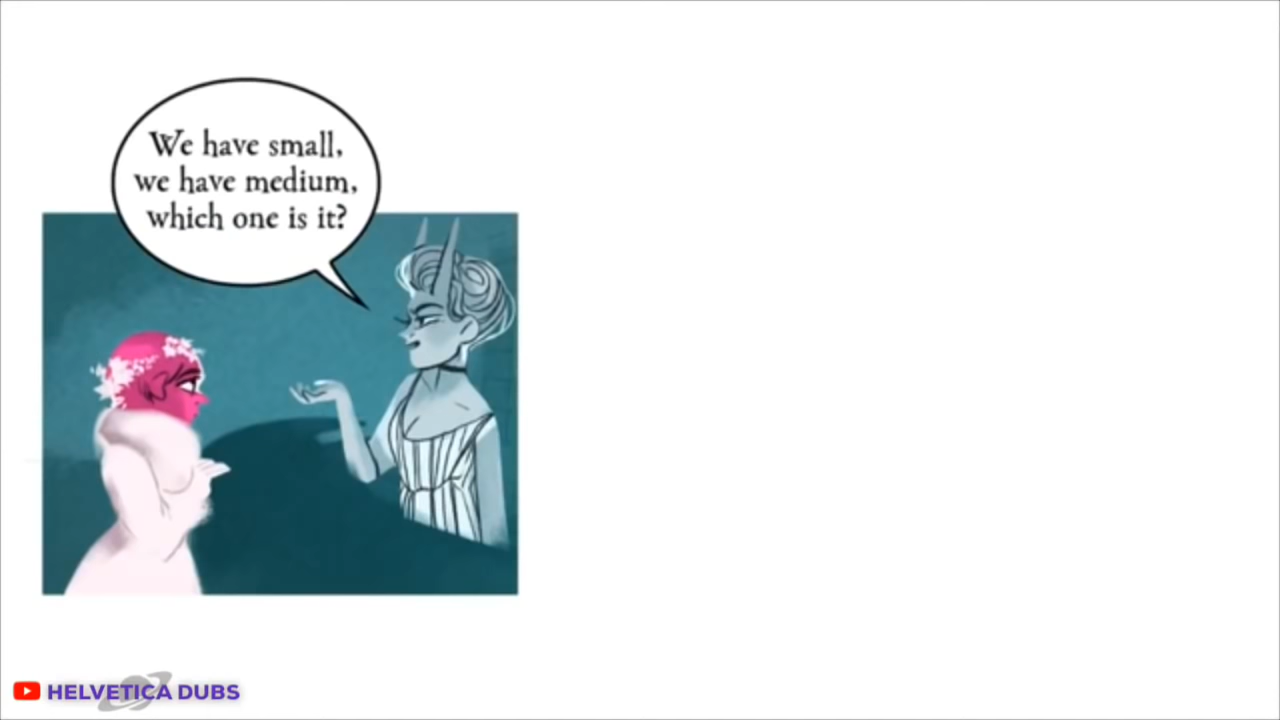 We have small,
we have medium,
which one is it?
HELVETICA DUBS